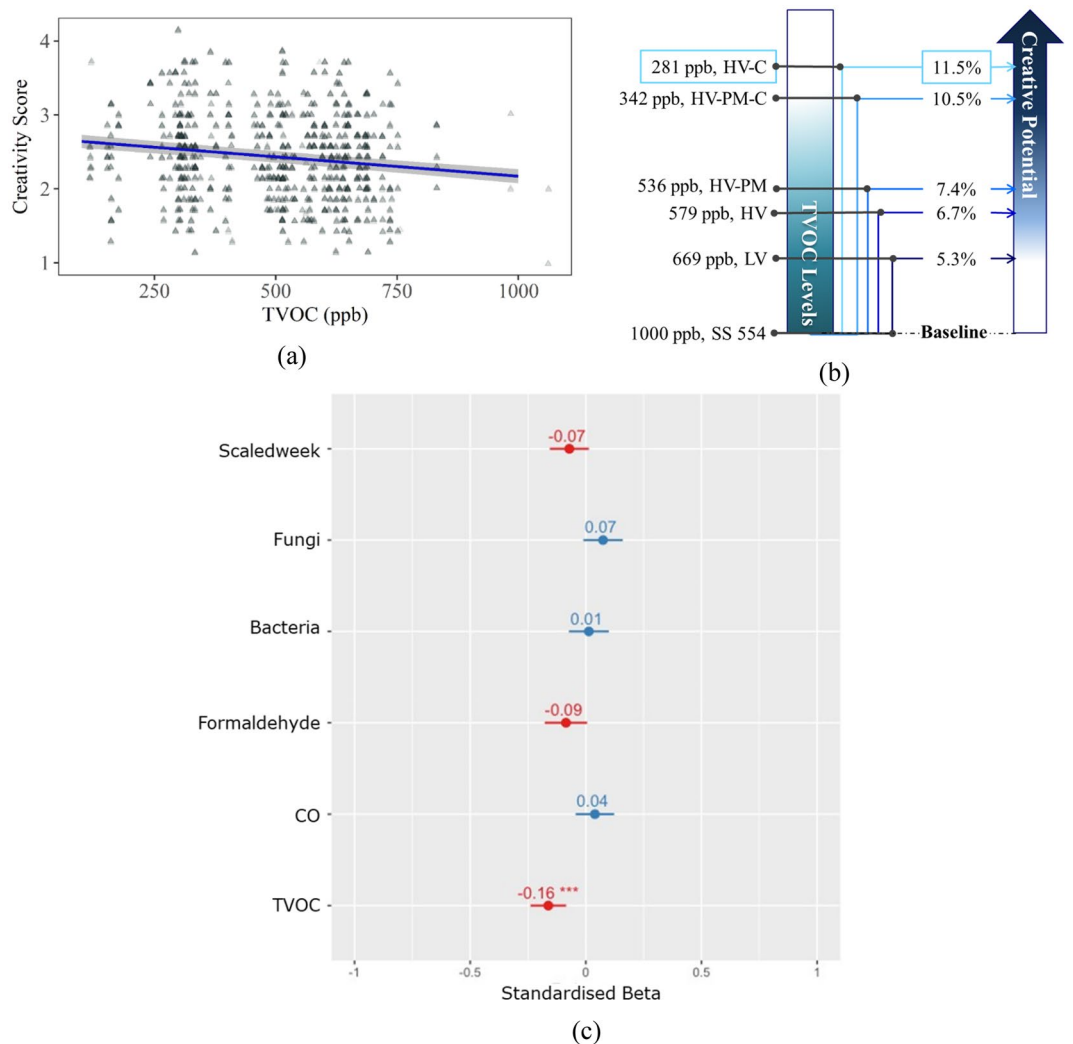 4
3
2
1
Creativity Score
250
500
750
1000
TVOC (ppb)
(a)
281 ppb, HV-C
11.5%
342 ppb, HV-PM-C
10.5%
536 ppb, HV-PM
7.4%
579 ppb, HV
6.7%
669 ppb, LV
5.3%
1000 ppb, SS 554
Baseline
TVOC Levels
Creative Potential
(b)
Scaledweek
-0.07
Fungi
0.07
Bacteria
0.01
Formaldehyde
-0.09
CO
0.04
TVOC
-0.16 ***
-1
-0.5
0
0.5
1
Standardised Beta
(c)